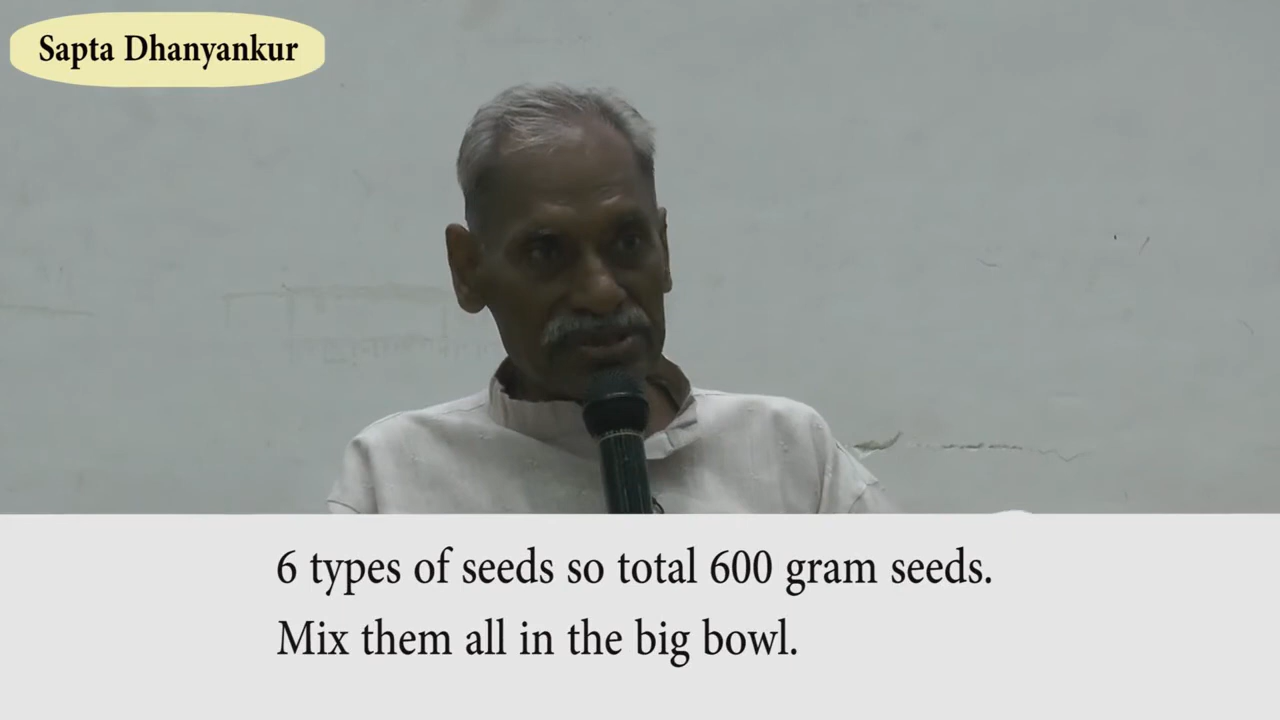 Sapta Dhanyankur
6 types of seeds so total 600 gram seeds.
Mix them all in the big bowl.